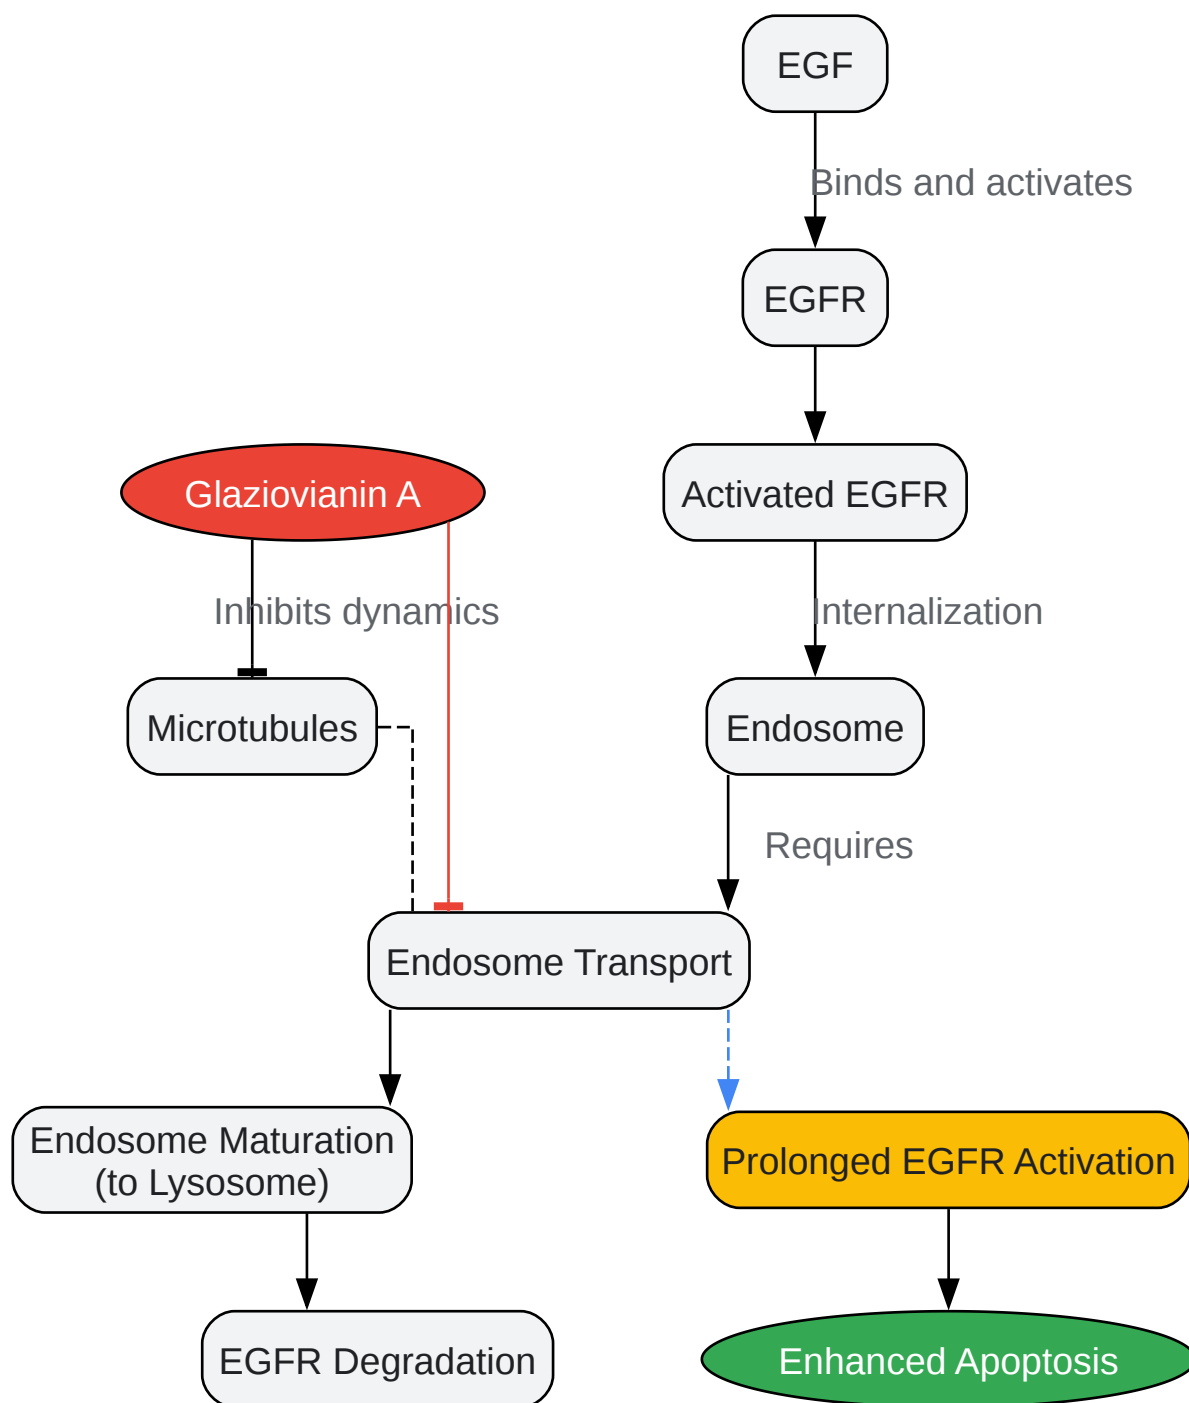 EGF
Binds and activates
EGFR
Glaziovianin A
Activated EGFR
Inhibits dynamics
Internalization
Microtubules
Endosome
Requires
Endosome Transport
Endosome Maturation
(to Lysosome)
Prolonged EGFR Activation
EGFR Degradation
Enhanced Apoptosis